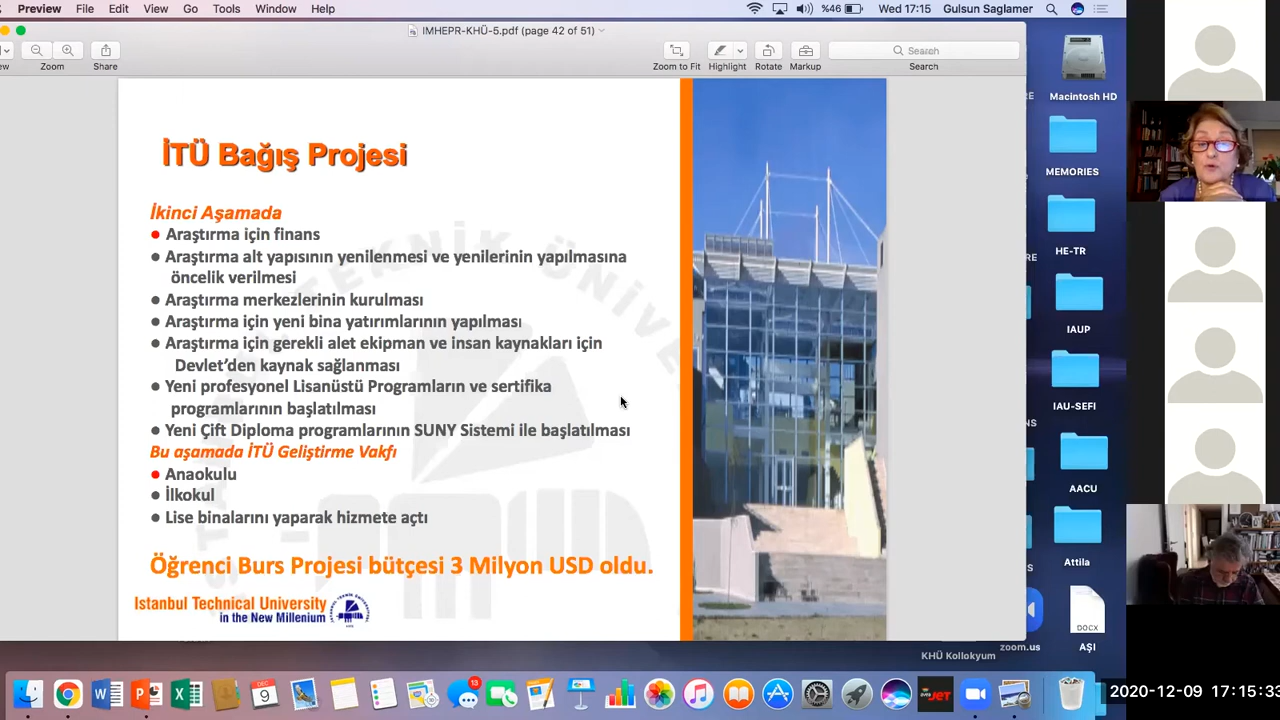 Preview File Edit View Go Tools Window Help %46 Wed 17:15 Gulsun Saglamer
IMHEPR-KHÜ-5.pdf (page 42 of 51)
Search
Zoom Share Zoom to Fit Highlight Rotate Markup Search
İTÜ Bağış Projesi
İkinci Aşamada
● Araştırma için finans
● Araştırma alt yapısının yenilenmesi ve yenilerinin yapılmasına
öncelik verilmesi
● Araştırma merkezlerinin kurulması
● Araştırma için yeni bina yatırımlarının yapılması
● Araştırma için gerekli alet ekipman ve insan kaynakları için
Devlet’den kaynak sağlanması
● Yeni profesyonel Lisanüstü Programların ve sertifika
programlarının başlatılması
● Yeni Çift Diploma programlarının SUNY Sistemi ile başlatılması
Bu aşamada İTÜ Geliştirme Vakfı
● Anaokulu
● İlkokul
● Lise binalarını yaparak hizmete açtı
Öğrenci Burs Projesi bütçesi 3 Milyon USD oldu.
Istanbul Technical University
in the New Millenium
Macintosh HD
MEMORIES
HE-TR
IAUP
IAU-SEFI
AACU
Attila
DOCX
zoom.us AŞI
KHÜ Kollokyum
DEC
9
13
JET
2020-12-09 17:15:33